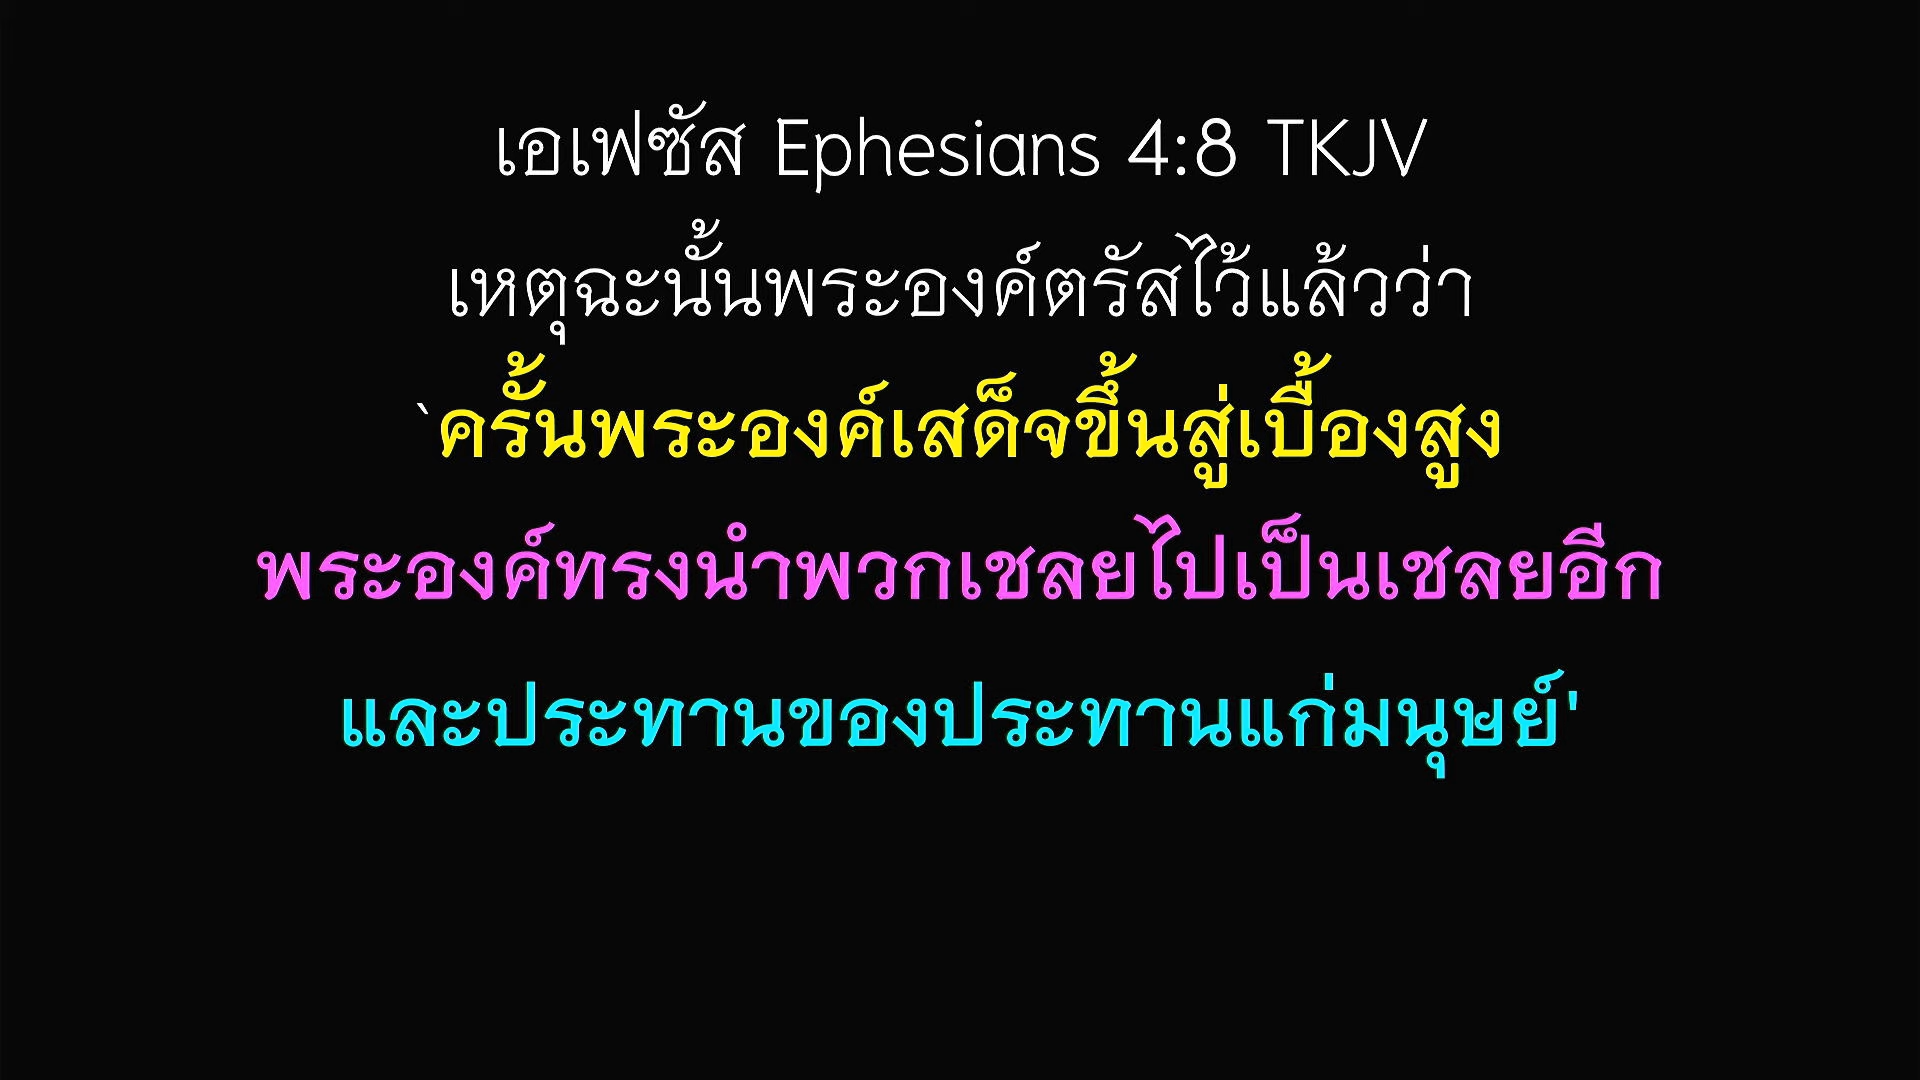 เอเฟซัส Ephesians 4:8 TKJV
เหตุฉะนั้นพระองค์ตรัสไว้แล้วว่า
`ครั้นพระองค์เสด็จขึ้นสู่เบื้องสูง
พระองค์ทรงนำพวกเชลยไปเป็นเชลยอีก
และประทานของประทานแก่มนุษย์'